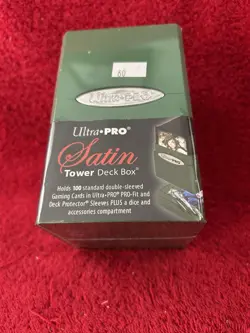 60
Ultra•PRO®
Satin
Tower Deck Box®
Holds 100 standard double-sleeved
Gaming Cards in Ultra•PRO® PRO-Fit and
Deck Protector® Sleeves PLUS a dice and
accessories compartment